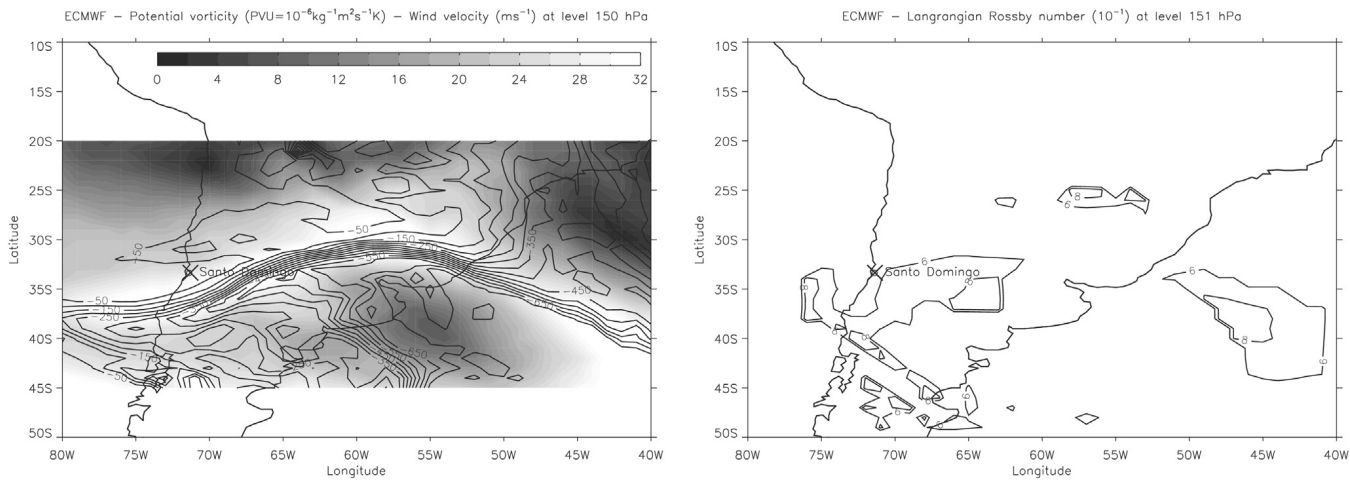 ECMWF – Potential vorticity (PVU=10⁻⁶kg⁻¹m²s⁻¹K) – Wind velocity (ms⁻¹) at level 150 hPa
0 4 8 12 16 20 24 28 32
10S
15S
20S
25S
30S
35S
40S
45S
50S
Latitude
-50
-150
-250
-350
-150
Santo Domingo
-50
-150
-250
-450
-150
-50
80W 75W 70W 65W 60W 55W 50W 45W 40W
Longitude
ECMWF – Langrangian Rossby number (10⁻¹) at level 151 hPa
10S
15S
20S
25S
30S
35S
40S
45S
50S
Latitude
8
6
6
Santo Domingo
6
8
8
6
8
6
6
6
80W 75W 70W 65W 60W 55W 50W 45W 40W
Longitude